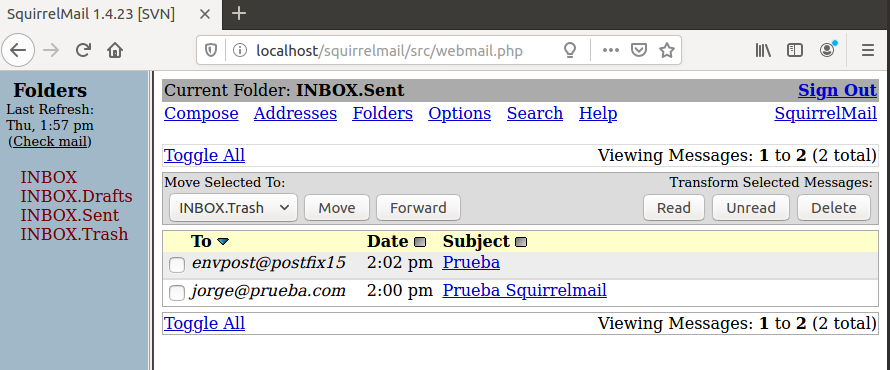 SquirrelMail 1.4.23 [SVN]
localhost/squirrelmail/src/webmail.php
Folders
Last Refresh:
Thu, 1:57 pm
(Check mail)
INBOX
INBOX.Drafts
INBOX.Sent
INBOX.Trash
Current Folder: INBOX.Sent Sign Out
Compose Addresses Folders Options Search Help SquirrelMail
Toggle All Viewing Messages: 1 to 2 (2 total)
Move Selected To: Transform Selected Messages:
INBOX.Trash Move Forward Read Unread Delete
To Date Subject
envpost@postfix15 2:02 pm Prueba
jorge@prueba.com 2:00 pm Prueba Squirrelmail
Toggle All Viewing Messages: 1 to 2 (2 total)